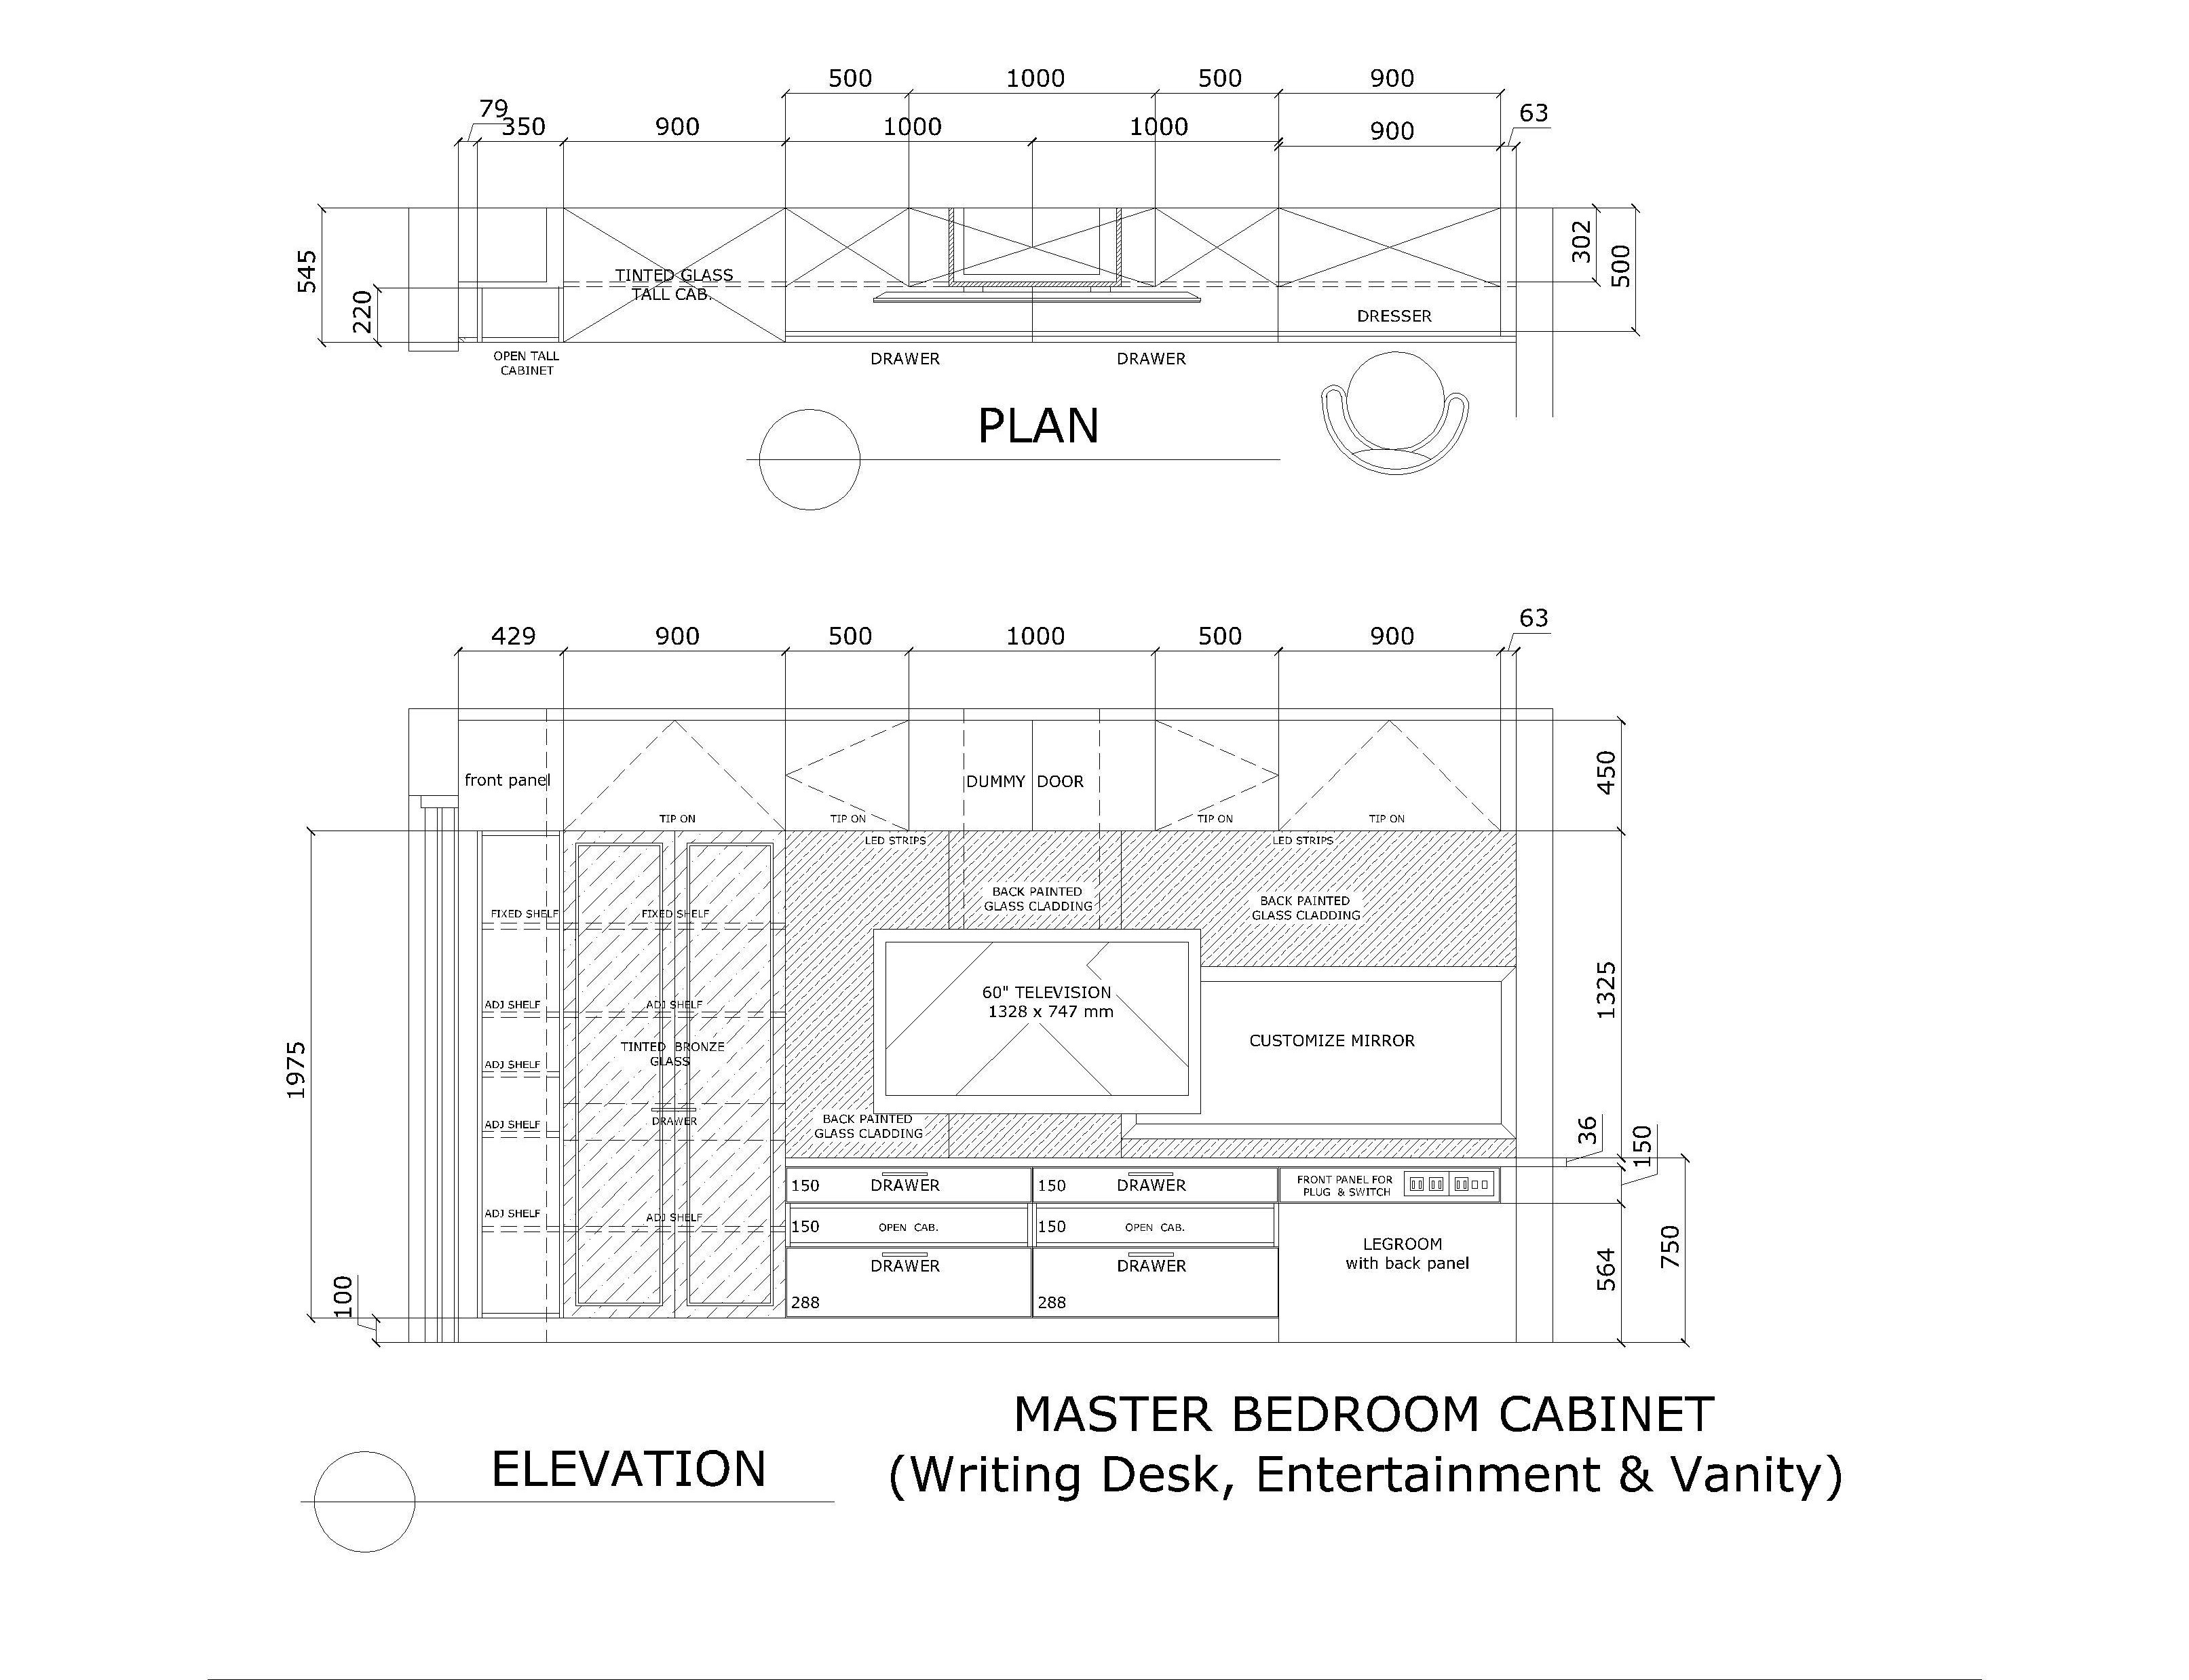 500 1000 500 900
79 63
350 900 1000 1000 900
545
220
302
500
TINTED GLASS
TALL CAB.
DRESSER
OPEN TALL
CABINET
DRAWER DRAWER
PLAN
63
429 900 500 1000 500 900
front panel
DUMMY DOOR
450
TIP ON TIP ON TIP ON TIP ON
LED STRIPS LED STRIPS
BACK PAINTED
GLASS CLADDING
BACK PAINTED
GLASS CLADDING
FIXED SHELF FIXED SHELF
60" TELEVISION
1328 x 747 mm
1325
ADJ SHELF ADJ SHELF
CUSTOMIZE MIRROR
TINTED BRONZE
GLASS
1975
ADJ SHELF
BACK PAINTED
GLASS CLADDING
DRAWER
ADJ SHELF
36
150
150 DRAWER 150 DRAWER
FRONT PANEL FOR
PLUG & SWITCH
ADJ SHELF ADJ SHELF
150 OPEN CAB. 150 OPEN CAB.
LEGROOM
with back panel
750
564
DRAWER DRAWER
288 288
100
MASTER BEDROOM CABINET
(Writing Desk, Entertainment & Vanity)
ELEVATION